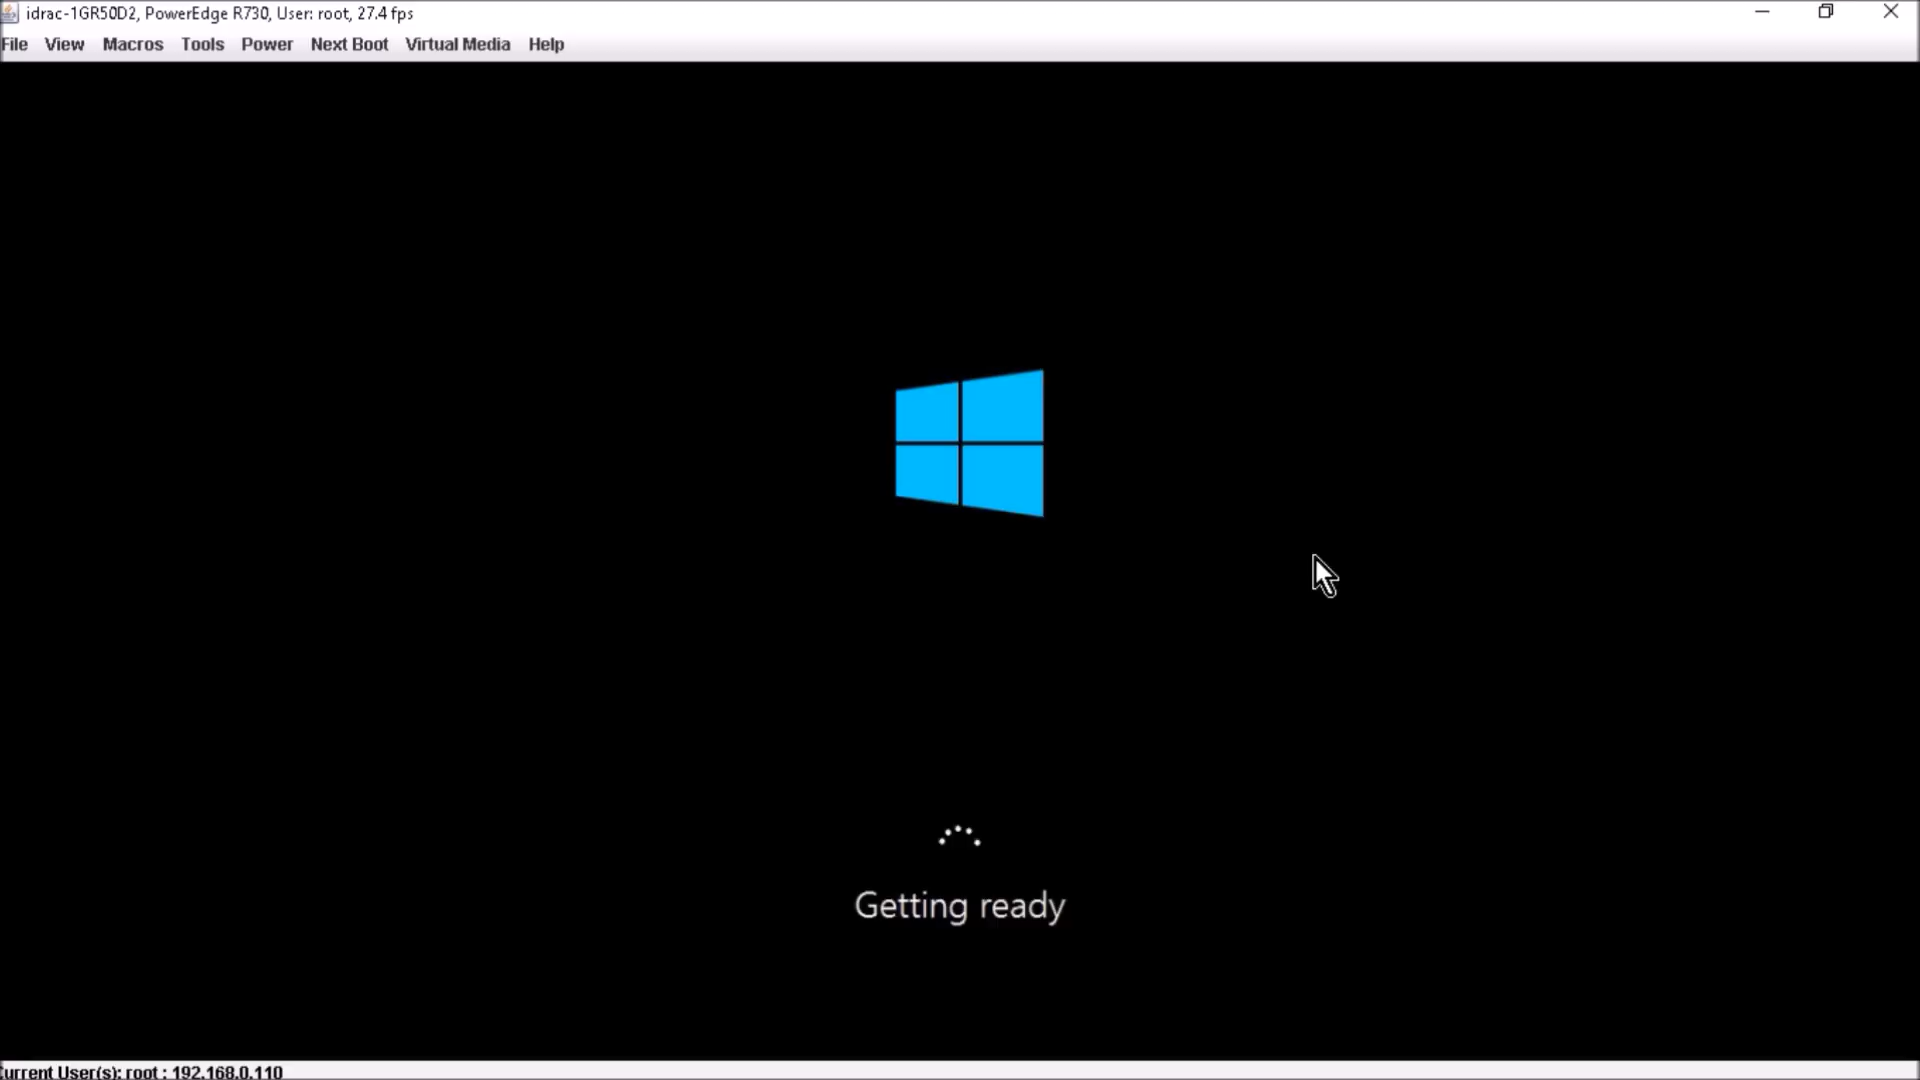 idrac-1GR50D2, PowerEdge R730, User: root, 27.4 fps
File View Macros Tools Power Next Boot Virtual Media Help
Getting ready
urrent User(s): root : 192.168.0.110